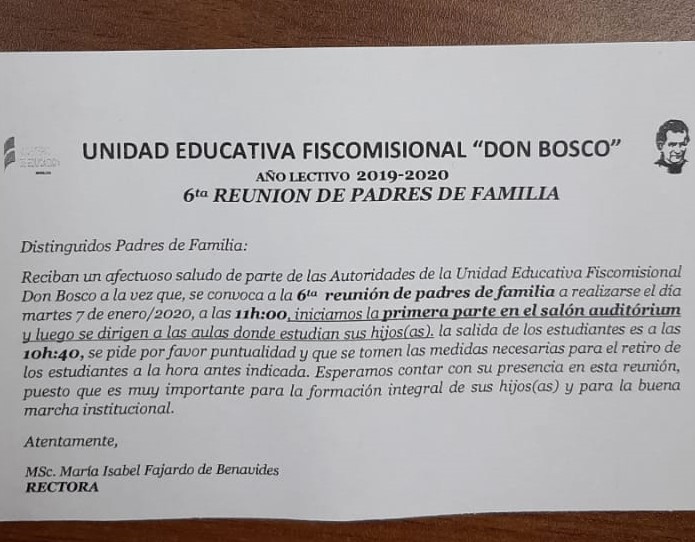 MINISTERIO
DE EDUCACIÓN
UNIDAD EDUCATIVA FISCOMISIONAL “DON BOSCO”
AÑO LECTIVO 2019-2020
6ta REUNION DE PADRES DE FAMILIA
Distinguidos Padres de Familia:
Reciban un afectuoso saludo de parte de las Autoridades de la Unidad Educativa Fiscomisional
Don Bosco a la vez que, se convoca a la 6ta reunión de padres de familia a realizarse el día
martes 7 de enero/2020, a las 11h:00, iniciamos la primera parte en el salón auditórium
y luego se dirigen a las aulas donde estudian sus hijos(as). la salida de los estudiantes es a las
10h:40, se pide por favor puntualidad y que se tomen las medidas necesarias para el retiro de
los estudiantes a la hora antes indicada. Esperamos contar con su presencia en esta reunión,
puesto que es muy importante para la formación integral de sus hijos(as) y para la buena
marcha institucional.
Atentamente,
MSc. María Isabel Fajardo de Benavides
RECTORA